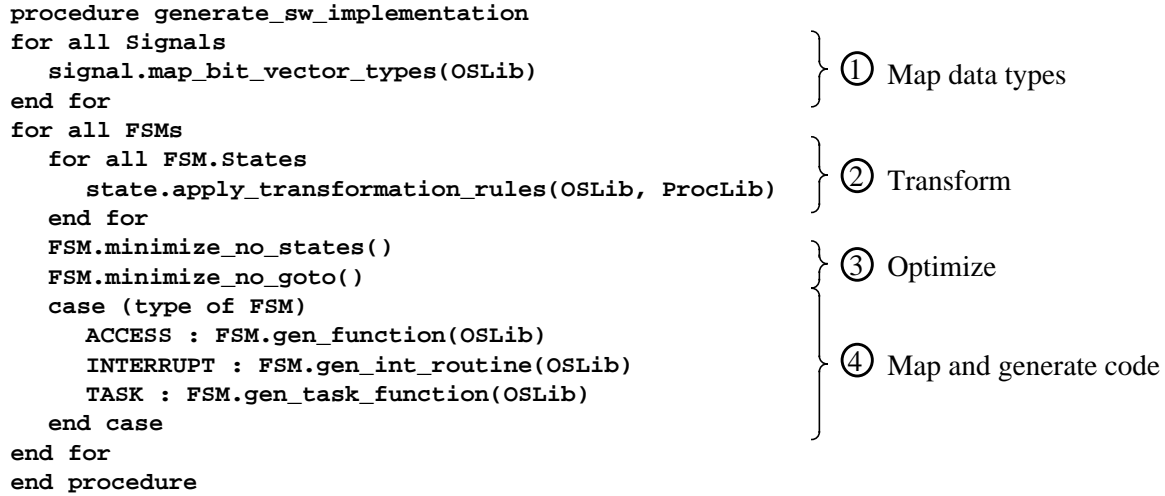 procedure generate_sw_implementation
for all Signals
signal.map_bit_vector_types(OSLib)
end for
1 Map data types
for all FSMs
for all FSM.States
state.apply_transformation_rules(OSLib, ProcLib)
end for
2 Transform
FSM.minimize_no_states()
FSM.minimize_no_goto()
3 Optimize
case (type of FSM)
ACCESS : FSM.gen_function(OSLib)
INTERRUPT : FSM.gen_int_routine(OSLib)
TASK : FSM.gen_task_function(OSLib)
end case
4 Map and generate code
end for
end procedure